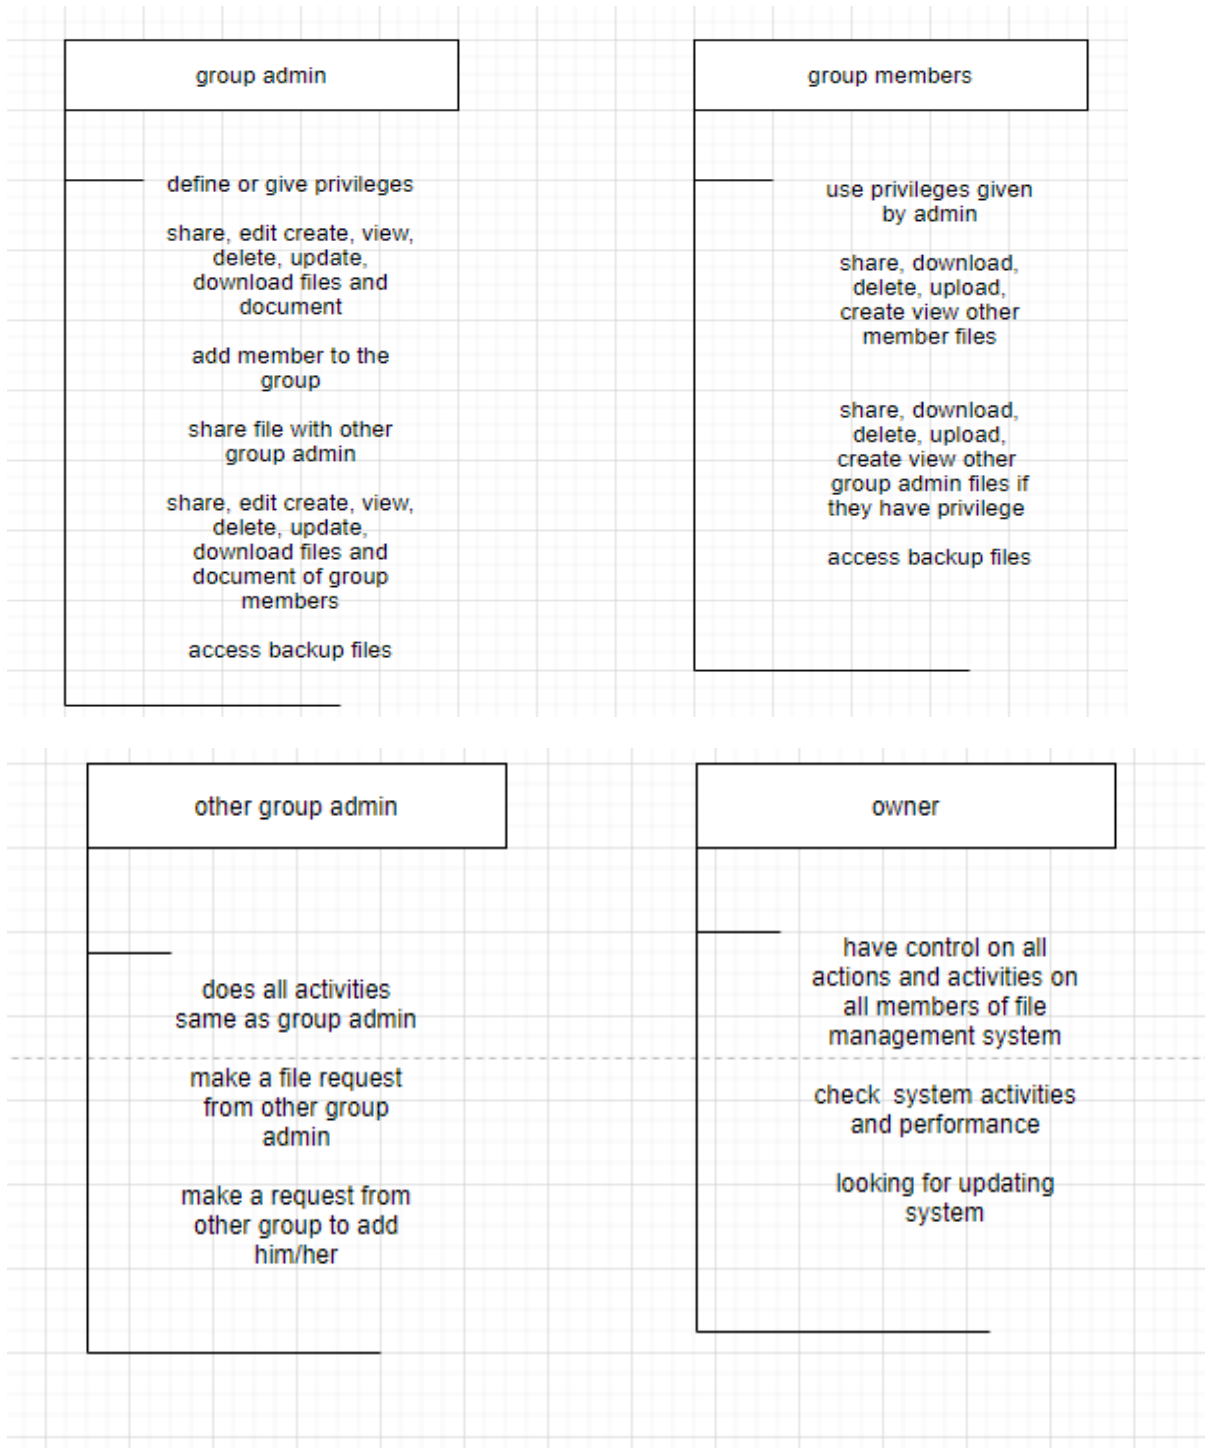 group admin
define or give privileges
share, edit create, view,
delete, update,
download files and
document
add member to the
group
share file with other
group admin
share, edit create, view,
delete, update,
download files and
document of group
members
access backup files
group members
use privileges given
by admin
share, download,
delete, upload,
create view other
member files
share, download,
delete, upload,
create view other
group admin files if
they have privilege
access backup files
other group admin
does all activities
same as group admin
make a file request
from other group
admin
make a request from
other group to add
him/her
owner
have control on all
actions and activities on
all members of file
management system
check system activities
and performance
looking for updating
system